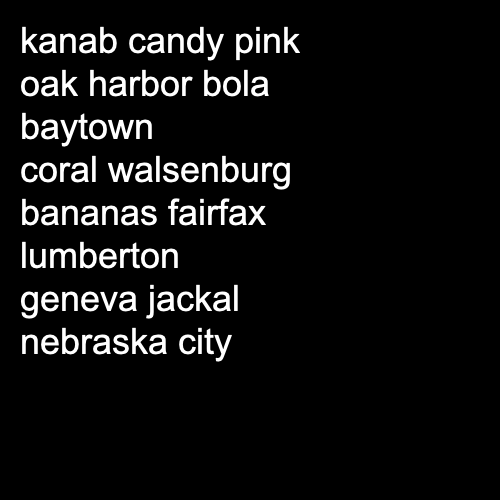 kanab candy pink
oak harbor bola
baytown
coral walsenburg
bananas fairfax
lumberton
geneva jackal
nebraska city